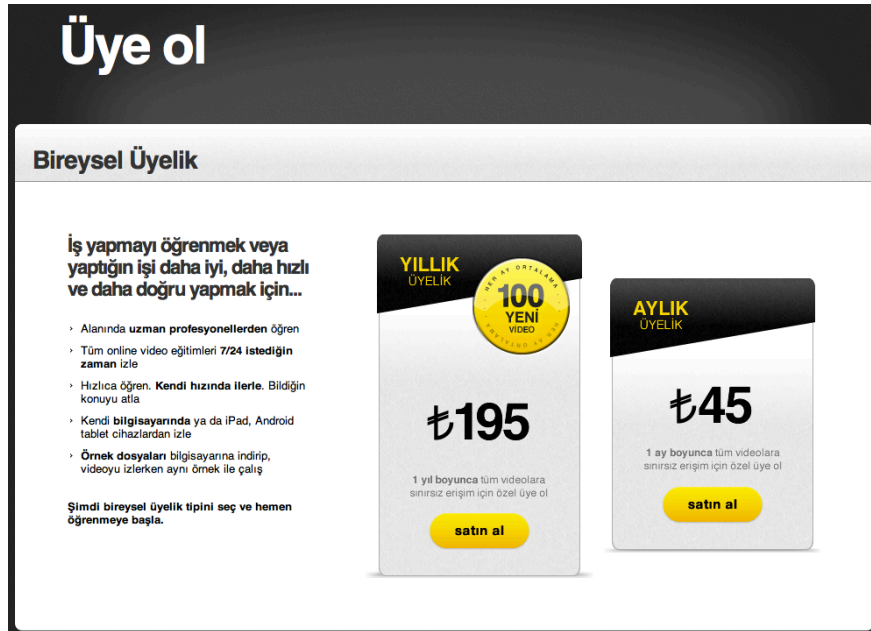 Üye ol
Bireysel Üyelik
İş yapmayı öğrenmek veya
yaptığın işi daha iyi, daha hızlı
ve daha doğru yapmak için...
› Alanında uzman profesyonellerden öğren
› Tüm online video eğitimleri 7/24 istediğin
zaman izle
› Hızlıca öğren. Kendi hızında ilerle. Bildiğin
konuyu atla
› Kendi bilgisayarında ya da iPad, Android
tablet cihazlardan izle
› Örnek dosyaları bilgisayarına indirip,
videoyu izlerken aynı örnek ile çalış
Şimdi bireysel üyelik tipini seç ve hemen
öğrenmeye başla.
YILLIK
ÜYELİK
HER AY ORTALAMA
100
YENİ
VİDEO
HER AY ORTALAMA
₺195
1 yıl boyunca tüm videolara
sınırsız erişim için özel üye ol
satın al
AYLIK
ÜYELİK
₺45
1 ay boyunca tüm videolara
sınırsız erişim için özel üye ol
satın al